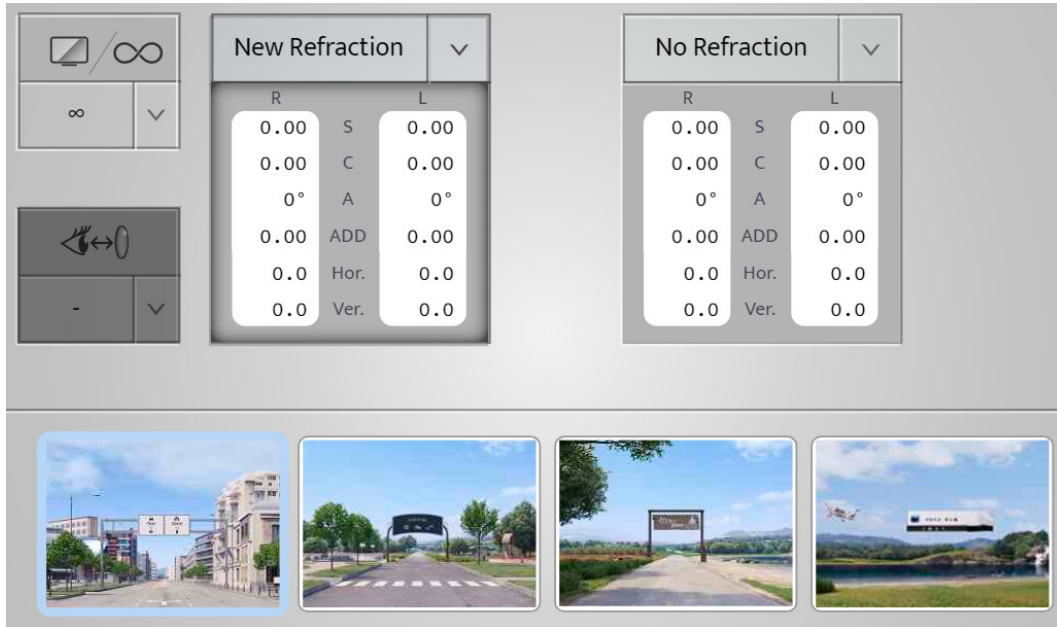 ∞
∞
-
New Refraction
R L
0.00 S 0.00
0.00 C 0.00
0° A 0°
0.00 ADD 0.00
0.0 Hor. 0.0
0.0 Ver. 0.0
No Refraction
R L
0.00 S 0.00
0.00 C 0.00
0° A 0°
0.00 ADD 0.00
0.0 Hor. 0.0
0.0 Ver. 0.0